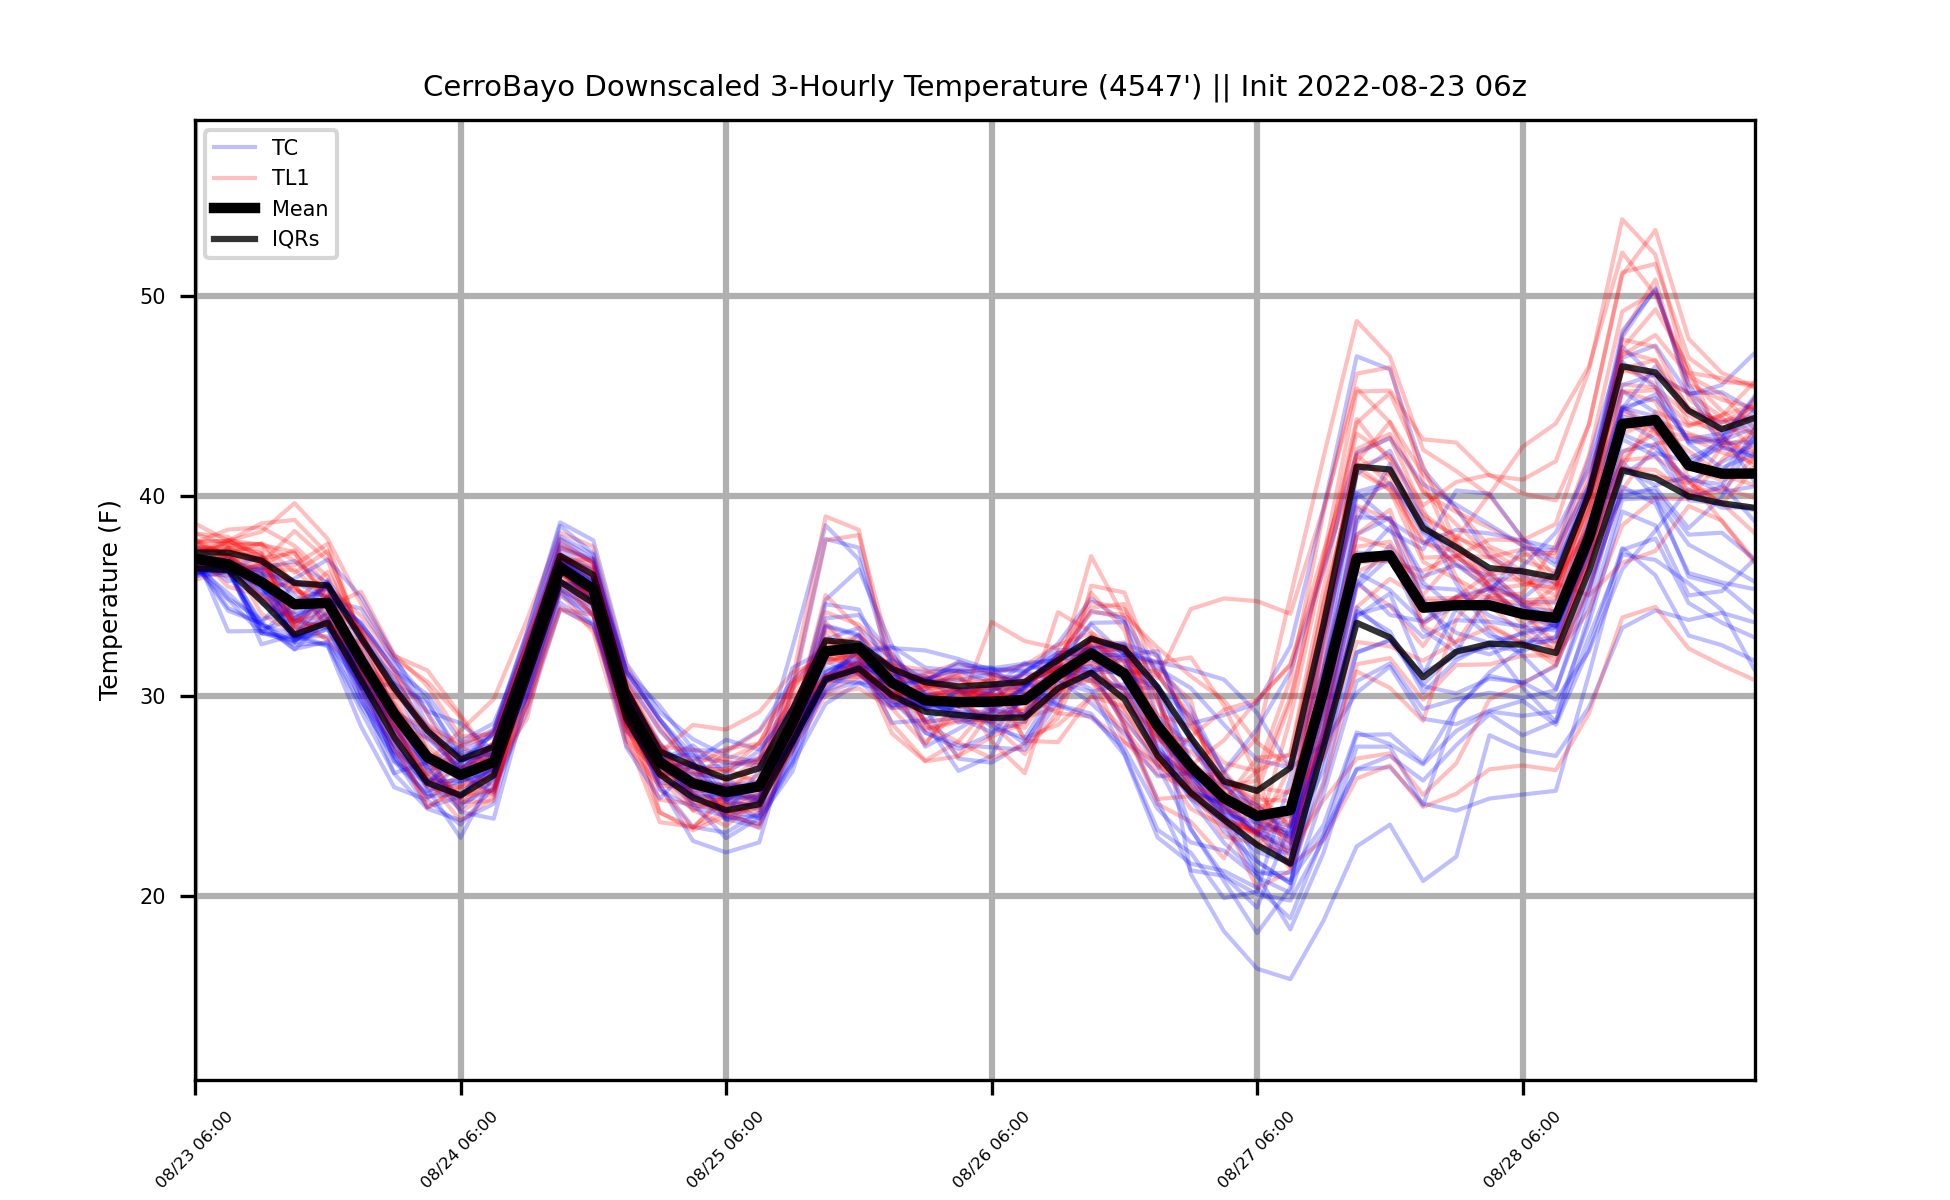 CerroBayo Downscaled 3-Hourly Temperature (4547') || Init 2022-08-23 06z
TC
TL1
Mean
IQRs
Temperature (F)
50
40
30
20
08/23 06:00
08/24 06:00
08/25 06:00
08/26 06:00
08/27 06:00
08/28 06:00